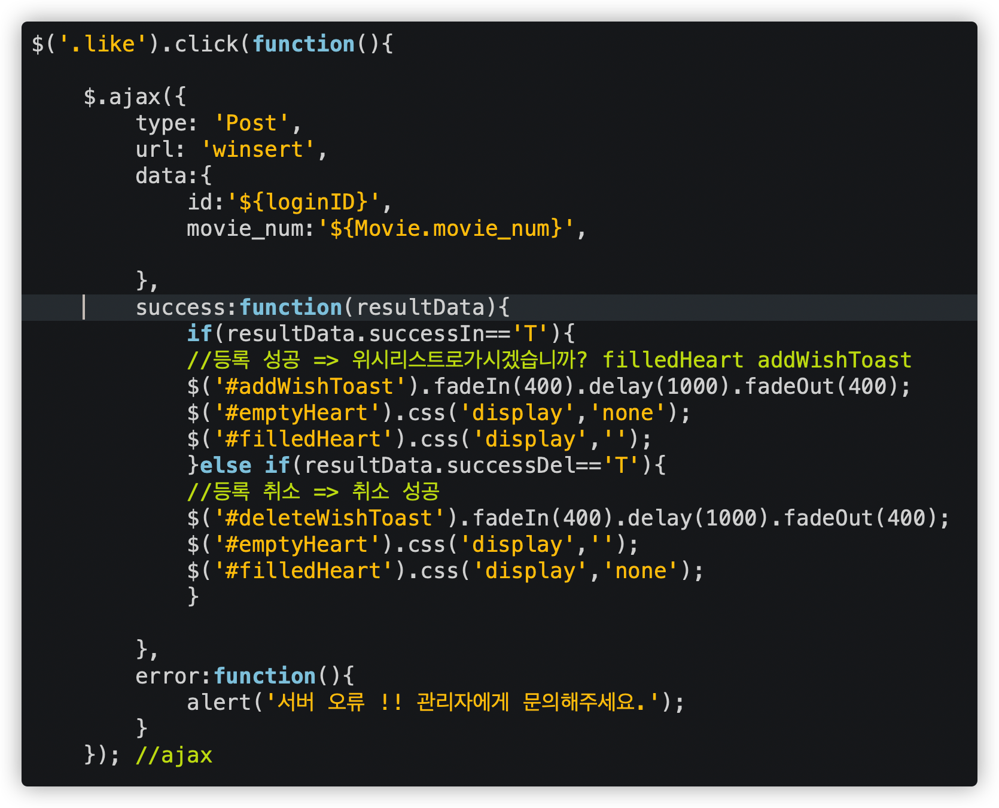 $('.like').click(function(){
$.ajax({
type: 'Post',
url: 'winsert',
data:{
id:'${loginID}',
movie_num:'${Movie.movie_num}',
},
success:function(resultData){
if(resultData.successIn=='T'){
//등록 성공 => 위시리스트로가시겠습니까? filledHeart addWishToast
$('#addWishToast').fadeIn(400).delay(1000).fadeOut(400);
$('#emptyHeart').css('display','none');
$('#filledHeart').css('display','');
}else if(resultData.successDel=='T'){
//등록 취소 => 취소 성공
$('#deleteWishToast').fadeIn(400).delay(1000).fadeOut(400);
$('#emptyHeart').css('display','');
$('#filledHeart').css('display','none');
}
},
error:function(){
alert('서버 오류 !! 관리자에게 문의해주세요.');
}
}); //ajax